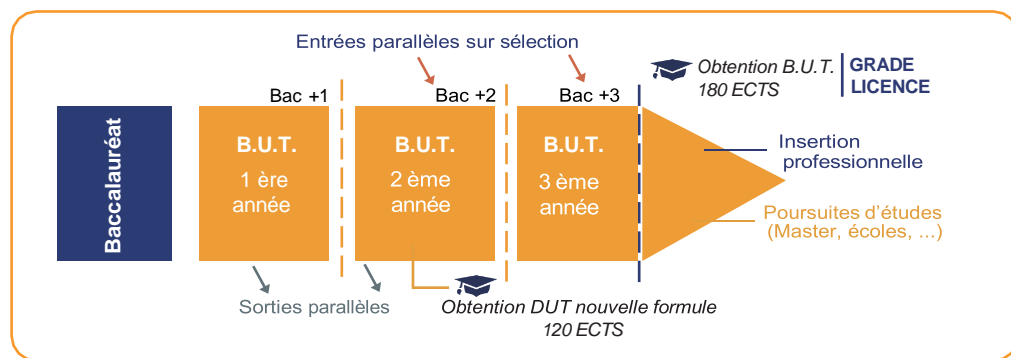 Entrées parallèles sur sélection
Obtention B.U.T.
180 ECTS
GRADE
LICENCE
Bac +1
Bac +2
Bac +3
Baccalauréat
B.U.T.
1 ère
année
B.U.T.
2 ème
année
B.U.T.
3 ème
année
Insertion
professionnelle
Poursuites d'études
(Master, écoles, ...)
Sorties parallèles
Obtention DUT nouvelle formule
120 ECTS